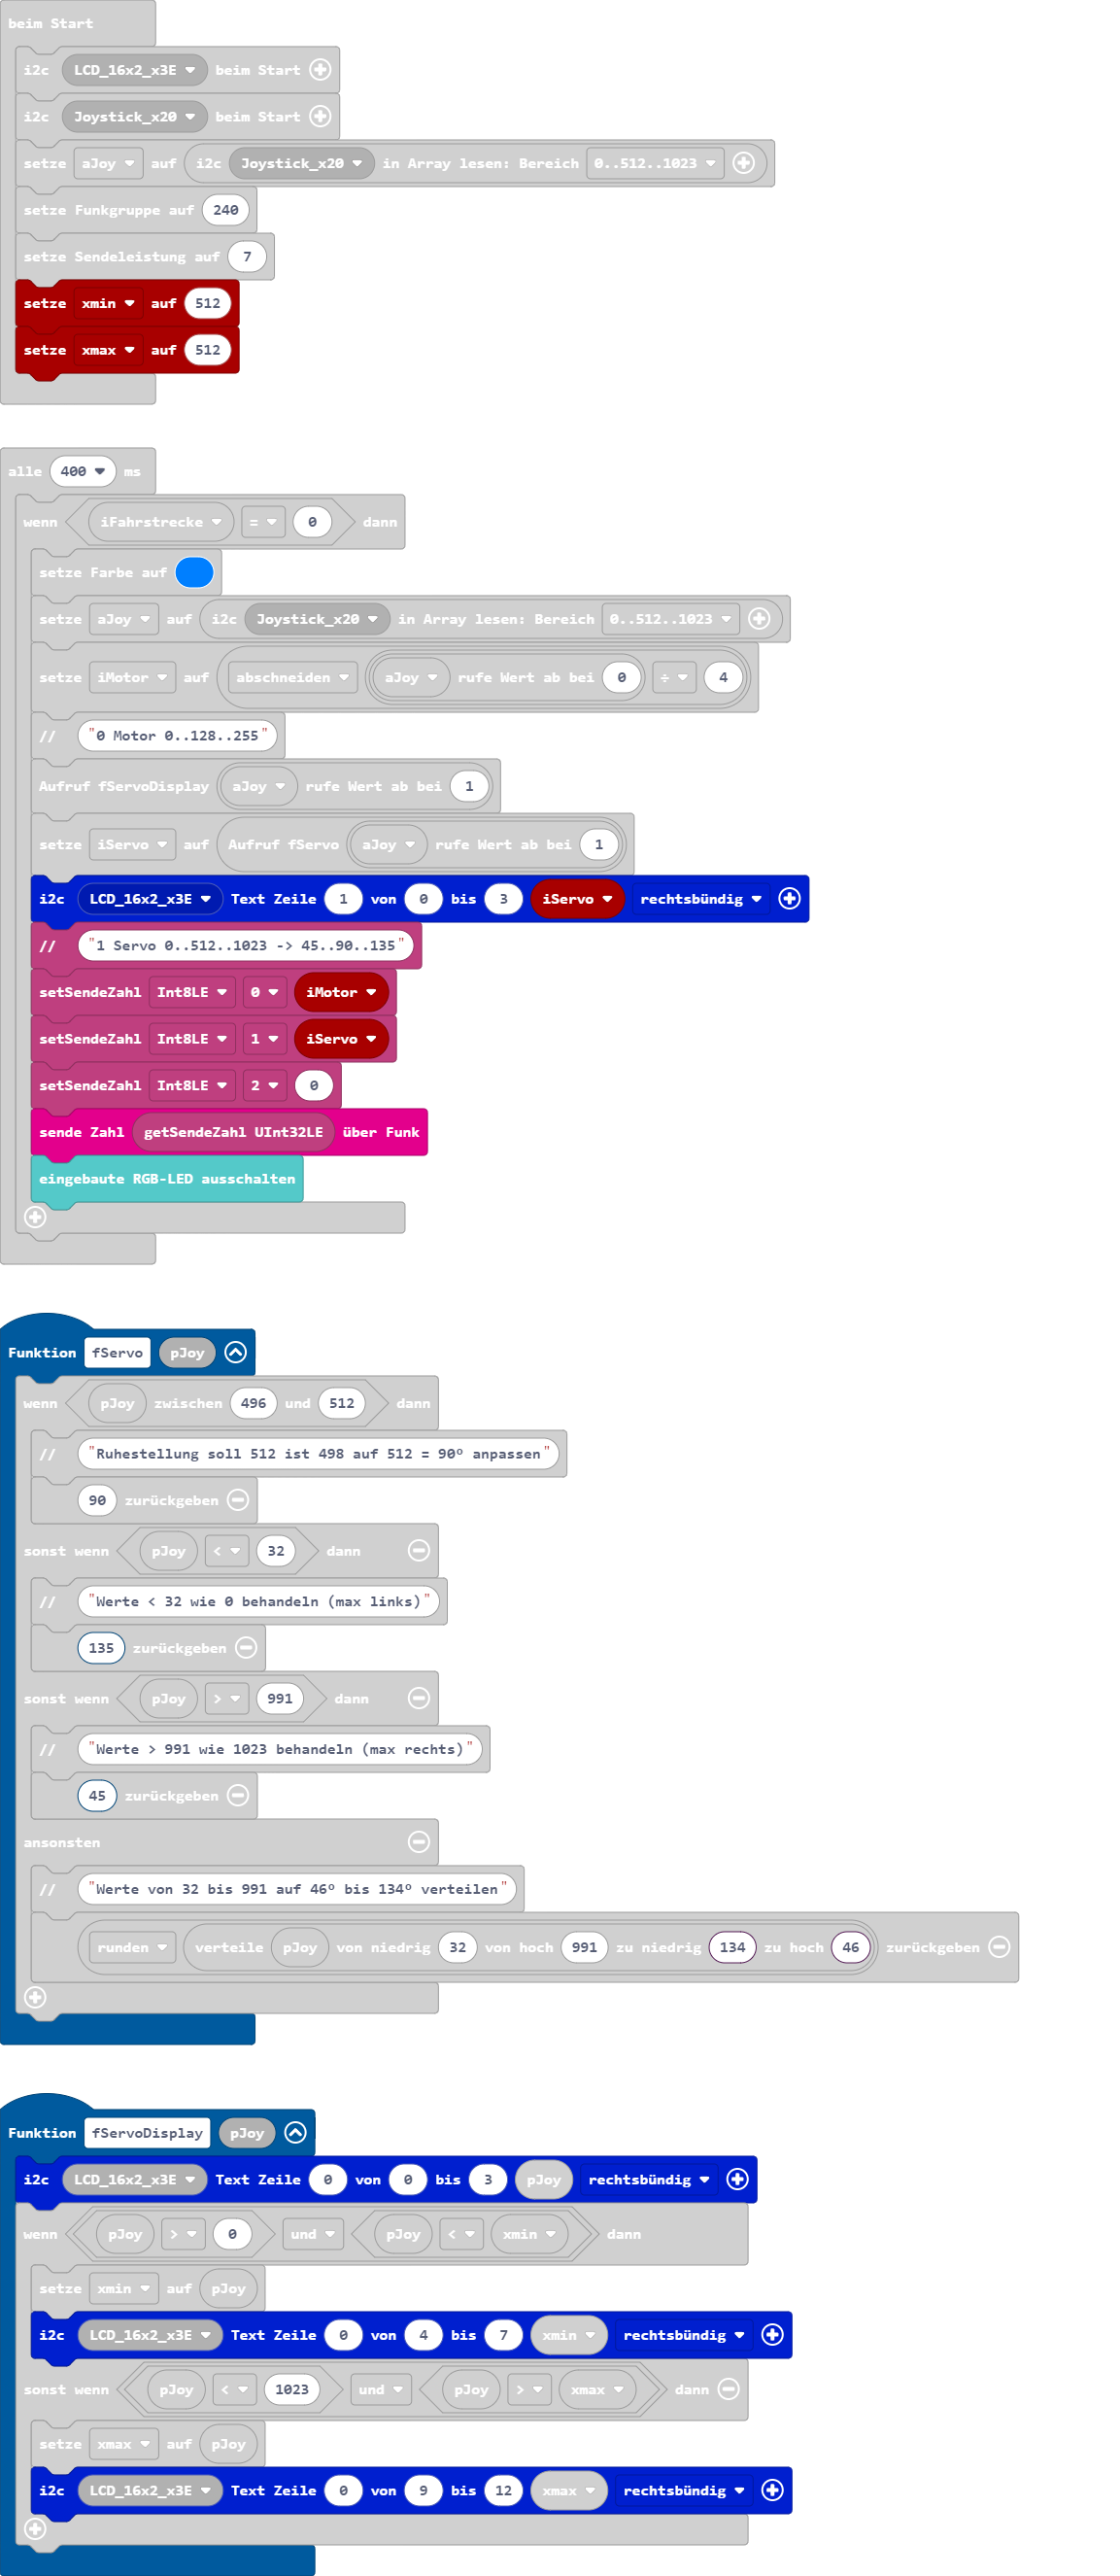 beim Start
i2c LCD_16x2_x3E beim Start
i2c Joystick_x20 beim Start
setze aJoy auf i2c Joystick_x20 in Array lesen: Bereich 0..512..1023
setze Funkgruppe auf 240
setze Sendeleistung auf 7
setze xmin auf 512
setze xmax auf 512
alle 400 ms
wenn iFahrstrecke = 0 dann
setze Farbe auf
setze aJoy auf i2c Joystick_x20 in Array lesen: Bereich 0..512..1023
setze iMotor auf abschneiden aJoy rufe Wert ab bei 0 ÷ 4
// "0 Motor 0..128..255"
Aufruf fServoDisplay aJoy rufe Wert ab bei 1
setze iServo auf Aufruf fServo aJoy rufe Wert ab bei 1
i2c LCD_16x2_x3E Text Zeile 1 von 0 bis 3 iServo rechtsbündig
// "1 Servo 0..512..1023 -> 45..90..135"
setSendeZahl Int8LE 0 iMotor
setSendeZahl Int8LE 1 iServo
setSendeZahl Int8LE 2 0
sende Zahl getSendeZahl UInt32LE über Funk
eingebaute RGB-LED ausschalten
Funktion fServo pJoy
wenn pJoy zwischen 496 und 512 dann
// "Ruhestellung soll 512 ist 498 auf 512 = 90º anpassen"
90 zurückgeben
sonst wenn pJoy < 32 dann
// "Werte < 32 wie 0 behandeln (max links)"
135 zurückgeben
sonst wenn pJoy > 991 dann
// "Werte > 991 wie 1023 behandeln (max rechts)"
45 zurückgeben
ansonsten
// "Werte von 32 bis 991 auf 46º bis 134º verteilen"
runden verteile pJoy von niedrig 32 von hoch 991 zu niedrig 134 zu hoch 46 zurückgeben
Funktion fServoDisplay pJoy
i2c LCD_16x2_x3E Text Zeile 0 von 0 bis 3 pJoy rechtsbündig
wenn pJoy > 0 und pJoy < xmin dann
setze xmin auf pJoy
i2c LCD_16x2_x3E Text Zeile 0 von 4 bis 7 xmin rechtsbündig
sonst wenn pJoy < 1023 und pJoy > xmax dann
setze xmax auf pJoy
i2c LCD_16x2_x3E Text Zeile 0 von 9 bis 12 xmax rechtsbündig